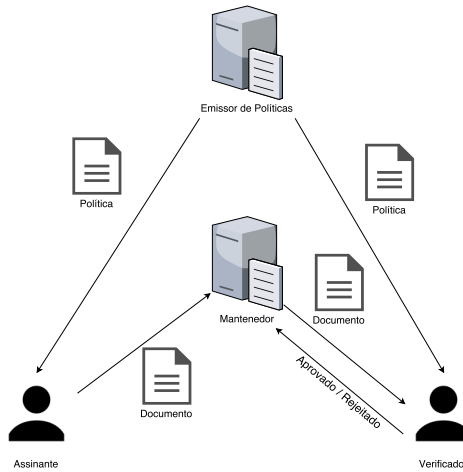 Emissor de Políticas
Política
Política
Mantenedor
Documento
Aprovado / Rejeitado
Documento
Assinante
Verificado